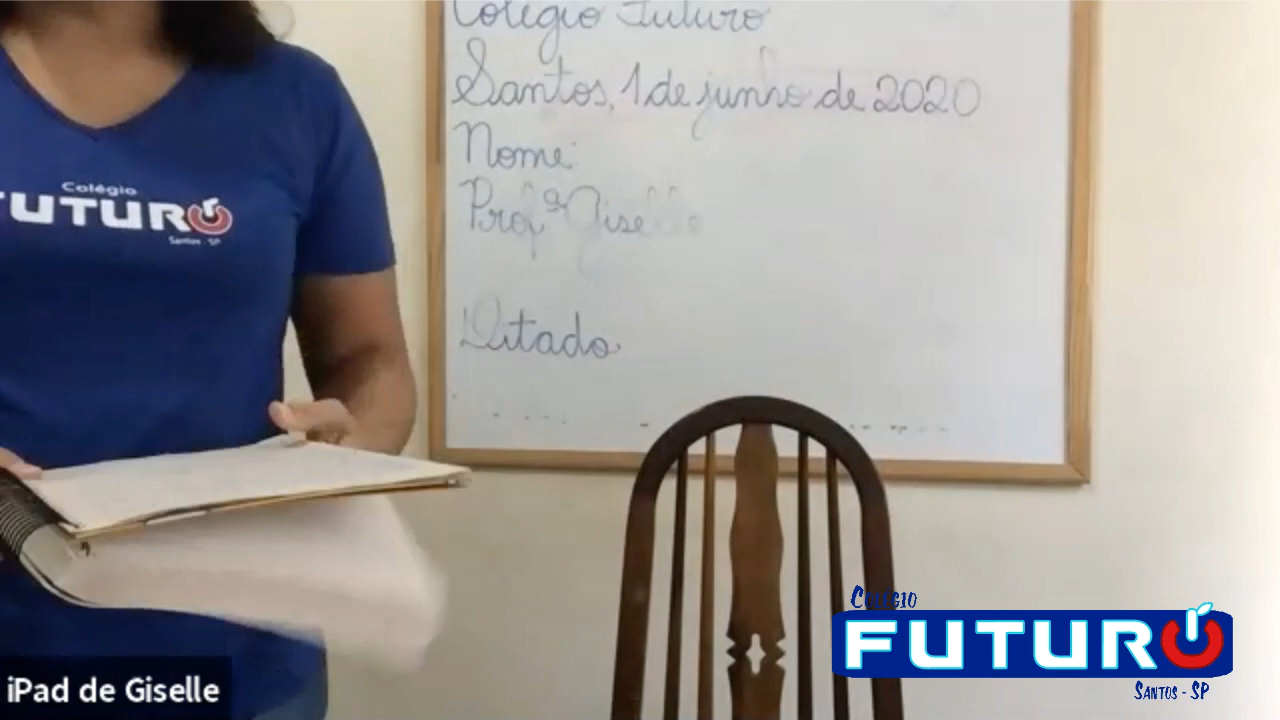 Colégio Futuro
Santos, 1 de junho de 2020
Nome:
Profª Giselle
Ditado
Colégio
FUTURO
Santos - SP
iPad de Giselle
COLÉGIO
FUTURO
SANTOS - SP